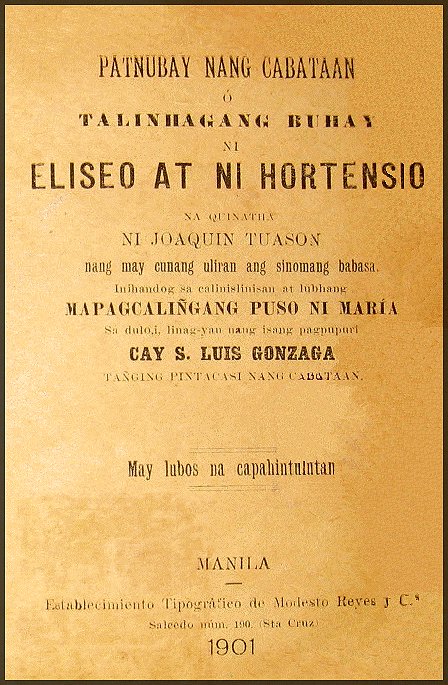 PATNUBAY NANG CABATAAN
Ó
TALINHAGANG BUHAY
NI
ELISEO AT NI HORTENSIO
NA QUINATHÀ
NI JOAQUIN TUASON
nang may cunang uliran ang sinomang babasa.
Inihandog sa calinislinisan at lubhang
MAPAGCALIÑGANG PUSO NI MARÍA
Sa dulo,i, linag-yan nang isang pagpupuri
CAY S. LUIS GONZAGA
TAÑGING PINTACASI NANG CABATAAN.
May lubos na capahintulutan
MANILA
Establecimiento Tipográfico de Modesto Reyes y C.ª
Salcedo núm. 190. (Sta Cruz)
1901